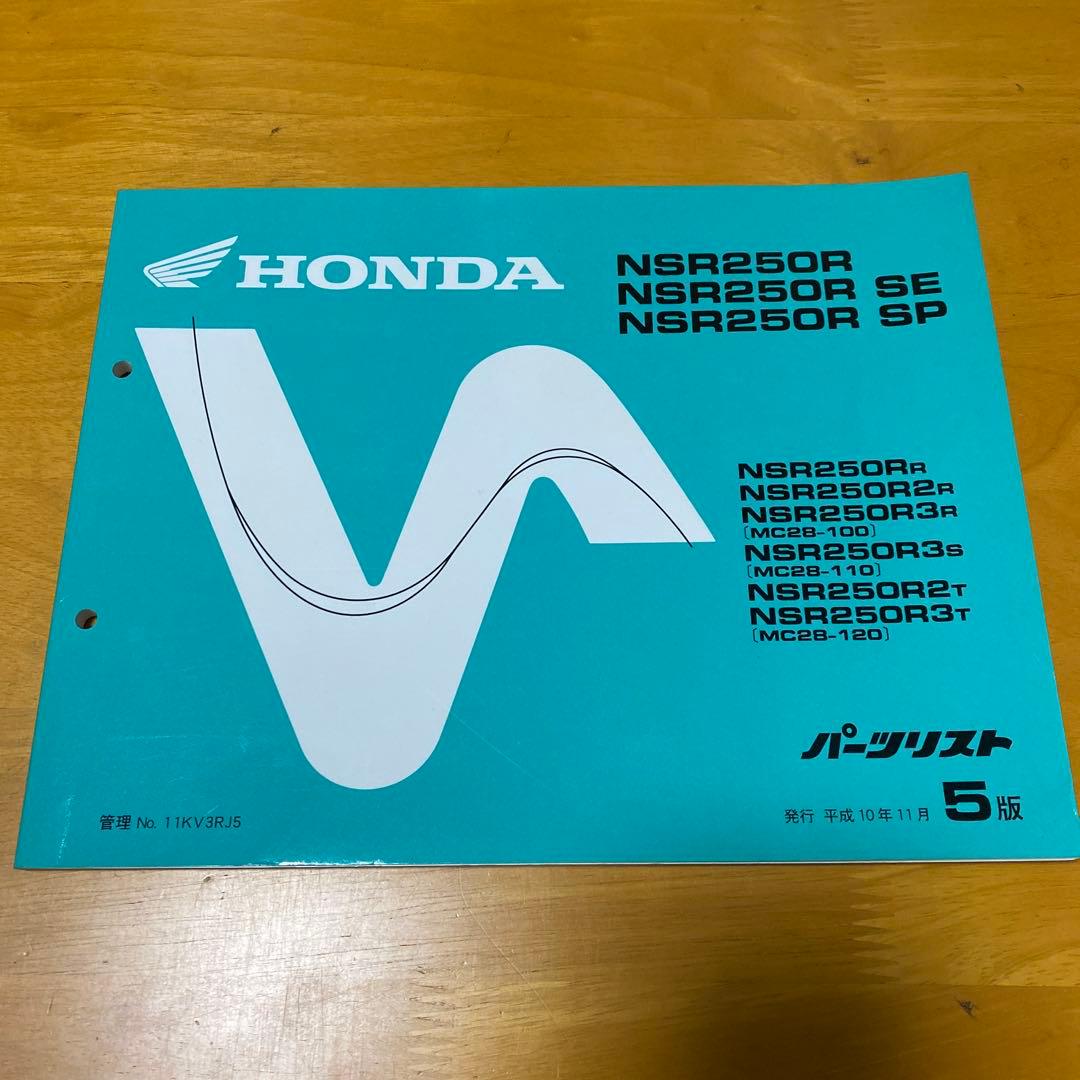 HONDA
NSR250R
NSR250R SE
NSR250R SP
NSR250RR
NSR250R2R
NSR250R3R
〔MC28-100〕
NSR250R3S
〔MC28-110〕
NSR250R2T
NSR250R3T
〔MC28-120〕
パーツリスト
管理 No. 11KV3RJ5
発行 平成10年11月 5版